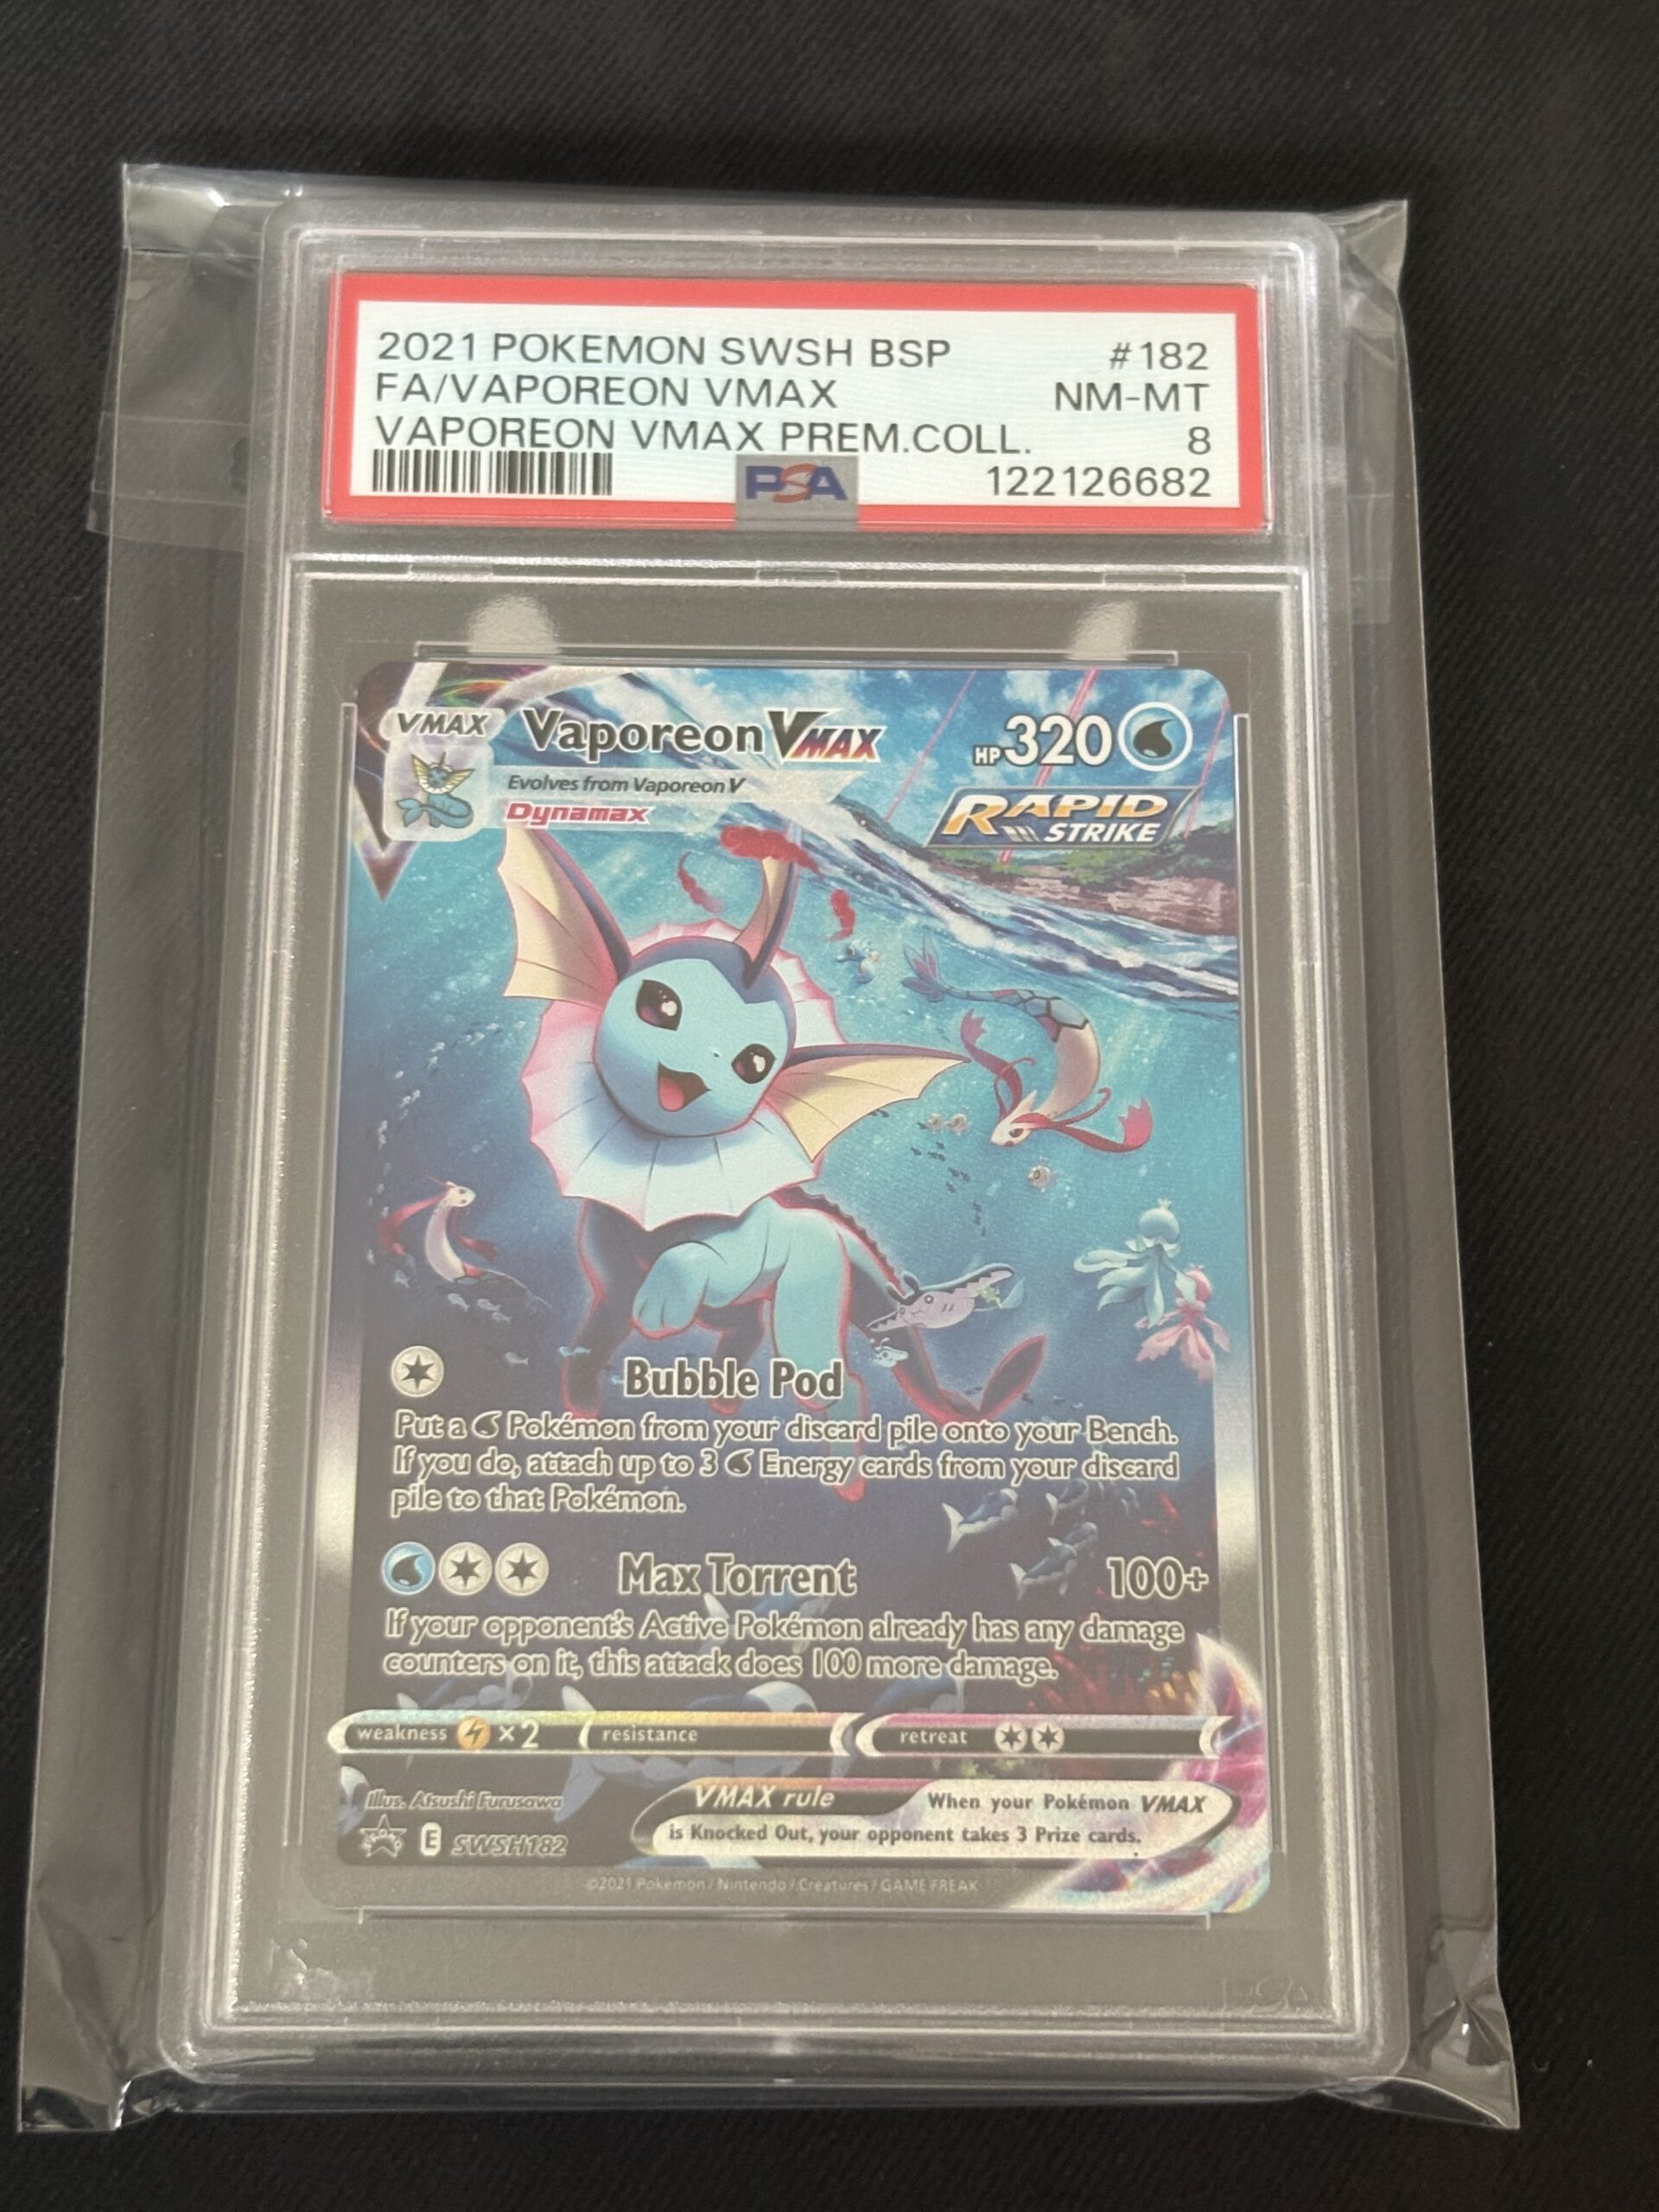 2021 POKEMON SWSH BSP #182
FA/VAPOREON VMAX NM-MT
VAPOREON VMAX PREM.COLL. 8
PSA 122126682
VMAX Vaporeon VMAX HP 320
Evolves from Vaporeon V
Dynamax
RAPID
STRIKE
Bubble Pod
Put a Pokémon from your discard pile onto your Bench.
If you do, attach up to 3 Energy cards from your discard
pile to that Pokémon.
Max Torrent 100+
If your opponent's Active Pokémon already has any damage
counters on it, this attack does 100 more damage.
weakness ×2 resistance retreat
Illus. Atsushi Furusawa
VMAX rule When your Pokémon VMAX
is Knocked Out, your opponent takes 3 Prize cards.
E SWSH182
©2021 Pokémon / Nintendo / Creatures / GAME FREAK